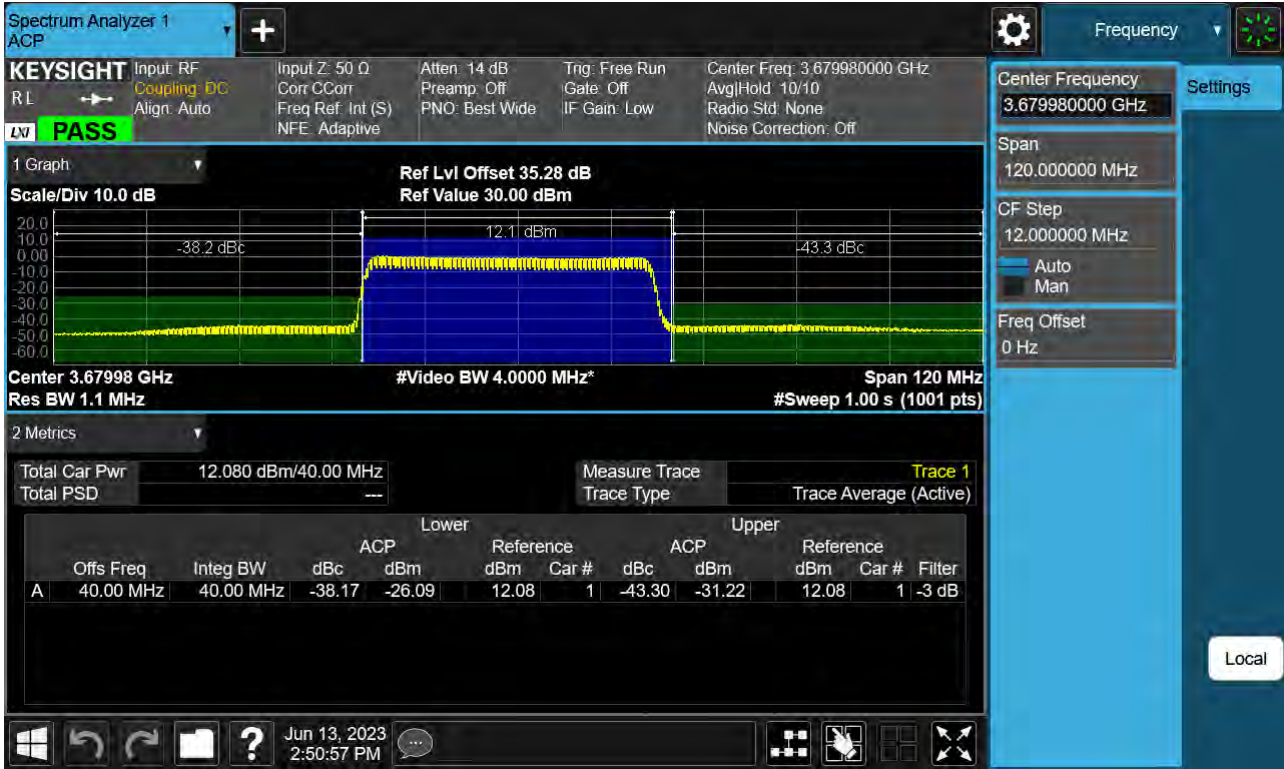 Spectrum Analyzer 1
ACP
+
Frequency
KEYSIGHT
RL
LXI
PASS
Input: RF
Coupling: DC
Align: Auto
Input Z: 50 Ω
Corr CCorr
Freq Ref: Int (S)
NFE: Adaptive
Atten: 14 dB
Preamp: Off
PNO: Best Wide
Trig: Free Run
Gate: Off
IF Gain: Low
Center Freq: 3.679980000 GHz
Avg|Hold: 10/10
Radio Std: None
Noise Correction: Off
1 Graph
Scale/Div 10.0 dB
Ref Lvl Offset 35.28 dB
Ref Value 30.00 dBm
20.0
10.0
0.00
-10.0
-20.0
-30.0
-40.0
-50.0
-60.0
-38.2 dBc
12.1 dBm
-43.3 dBc
Center 3.67998 GHz
Res BW 1.1 MHz
#Video BW 4.0000 MHz*
Span 120 MHz
#Sweep 1.00 s (1001 pts)
2 Metrics
Total Car Pwr 12.080 dBm/40.00 MHz
Total PSD ---
Measure Trace Trace 1
Trace Type Trace Average (Active)
Lower Upper
ACP Reference ACP Reference
Offs Freq Integ BW dBc dBm dBm Car # dBc dBm dBm Car # Filter
A 40.00 MHz 40.00 MHz -38.17 -26.09 12.08 1 -43.30 -31.22 12.08 1 -3 dB
Center Frequency
3.679980000 GHz
Span
120.000000 MHz
CF Step
12.000000 MHz
Auto
Man
Freq Offset
0 Hz
Settings
Local
?
Jun 13, 2023
2:50:57 PM